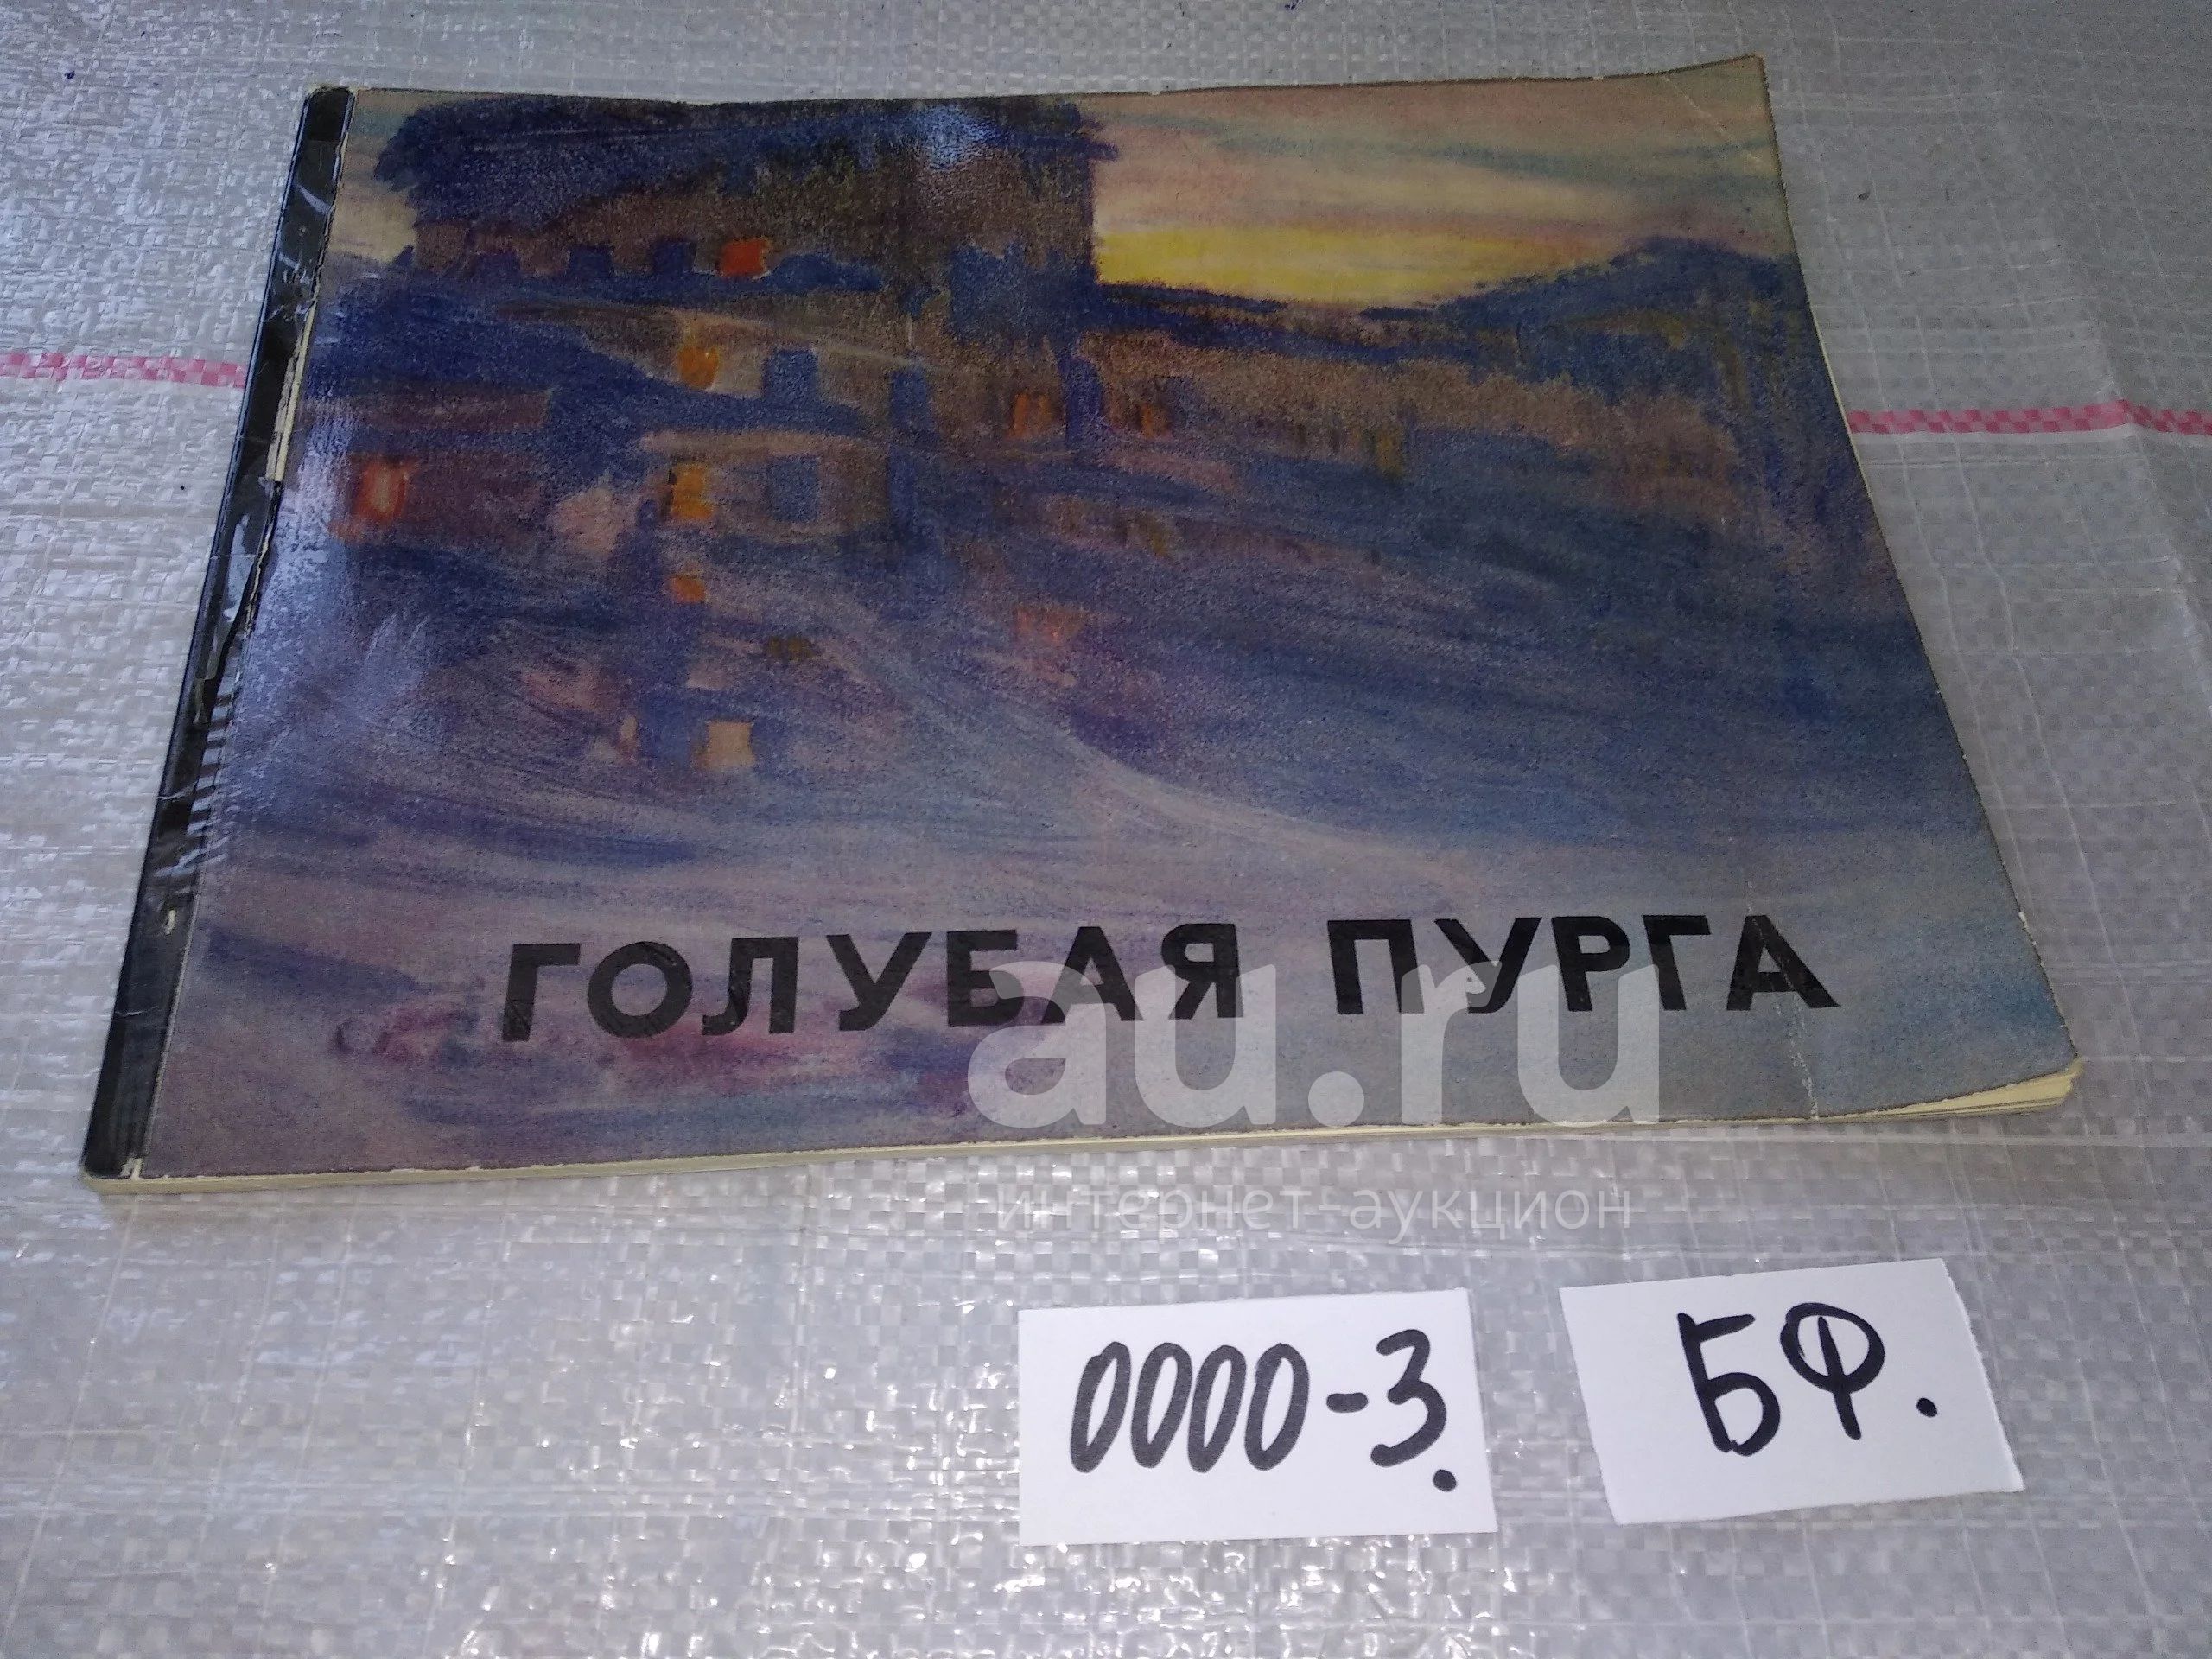 ГОЛУБАЯ ПУРГА
au.ru
интернет-аукцион
0000-3.
БФ.